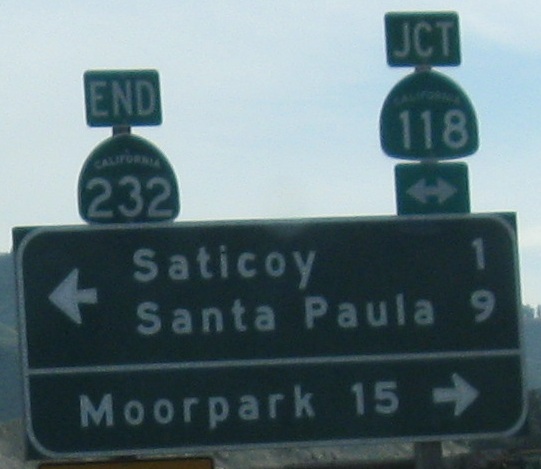 JCT
CALIFORNIA
118
END
CALIFORNIA
232
Saticoy 1
Santa Paula 9
Moorpark 15